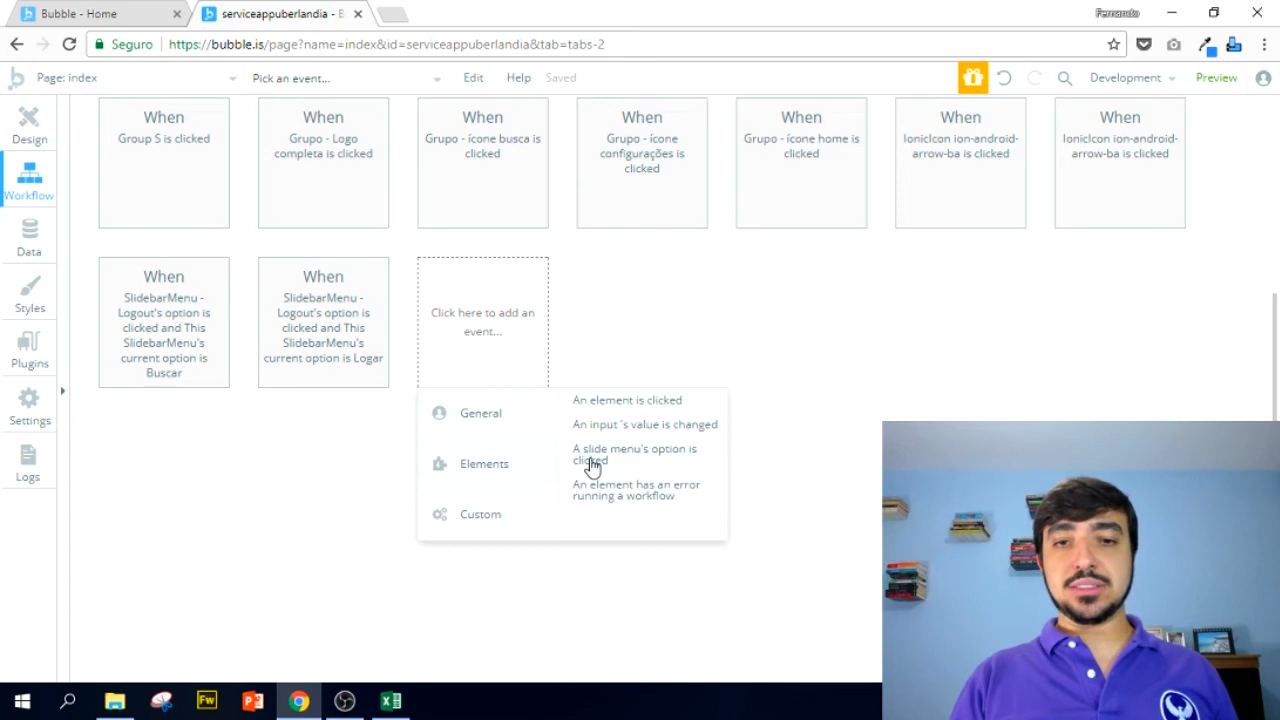 Bubble - Home
serviceappuberlandia - B
Fernando
Seguro
https://bubble.is/page?name=index&id=serviceappuberlandia&tab=tabs-2
Page: index
Pick an event...
Edit
Help
Saved
Development
Preview
Design
Workflow
Data
Styles
Plugins
Settings
Logs
When
Group S is clicked
When
Grupo - Logo
completa is clicked
When
Grupo - ícone busca is
clicked
When
Grupo - ícone
configurações is
clicked
When
Grupo - ícone home is
clicked
When
IonicIcon ion-android-
arrow-ba is clicked
When
IonicIcon ion-android-
arrow-ba is clicked
When
SlidebarMenu -
Logout's option is
clicked and This
SlidebarMenu's
current option is
Buscar
When
SlidebarMenu -
Logout's option is
clicked and This
SlidebarMenu's
current option is Logar
Click here to add an
event...
General
Elements
Custom
An element is clicked
An input 's value is changed
A slide menu's option is
clicked
An element has an error
running a workflow
Fw